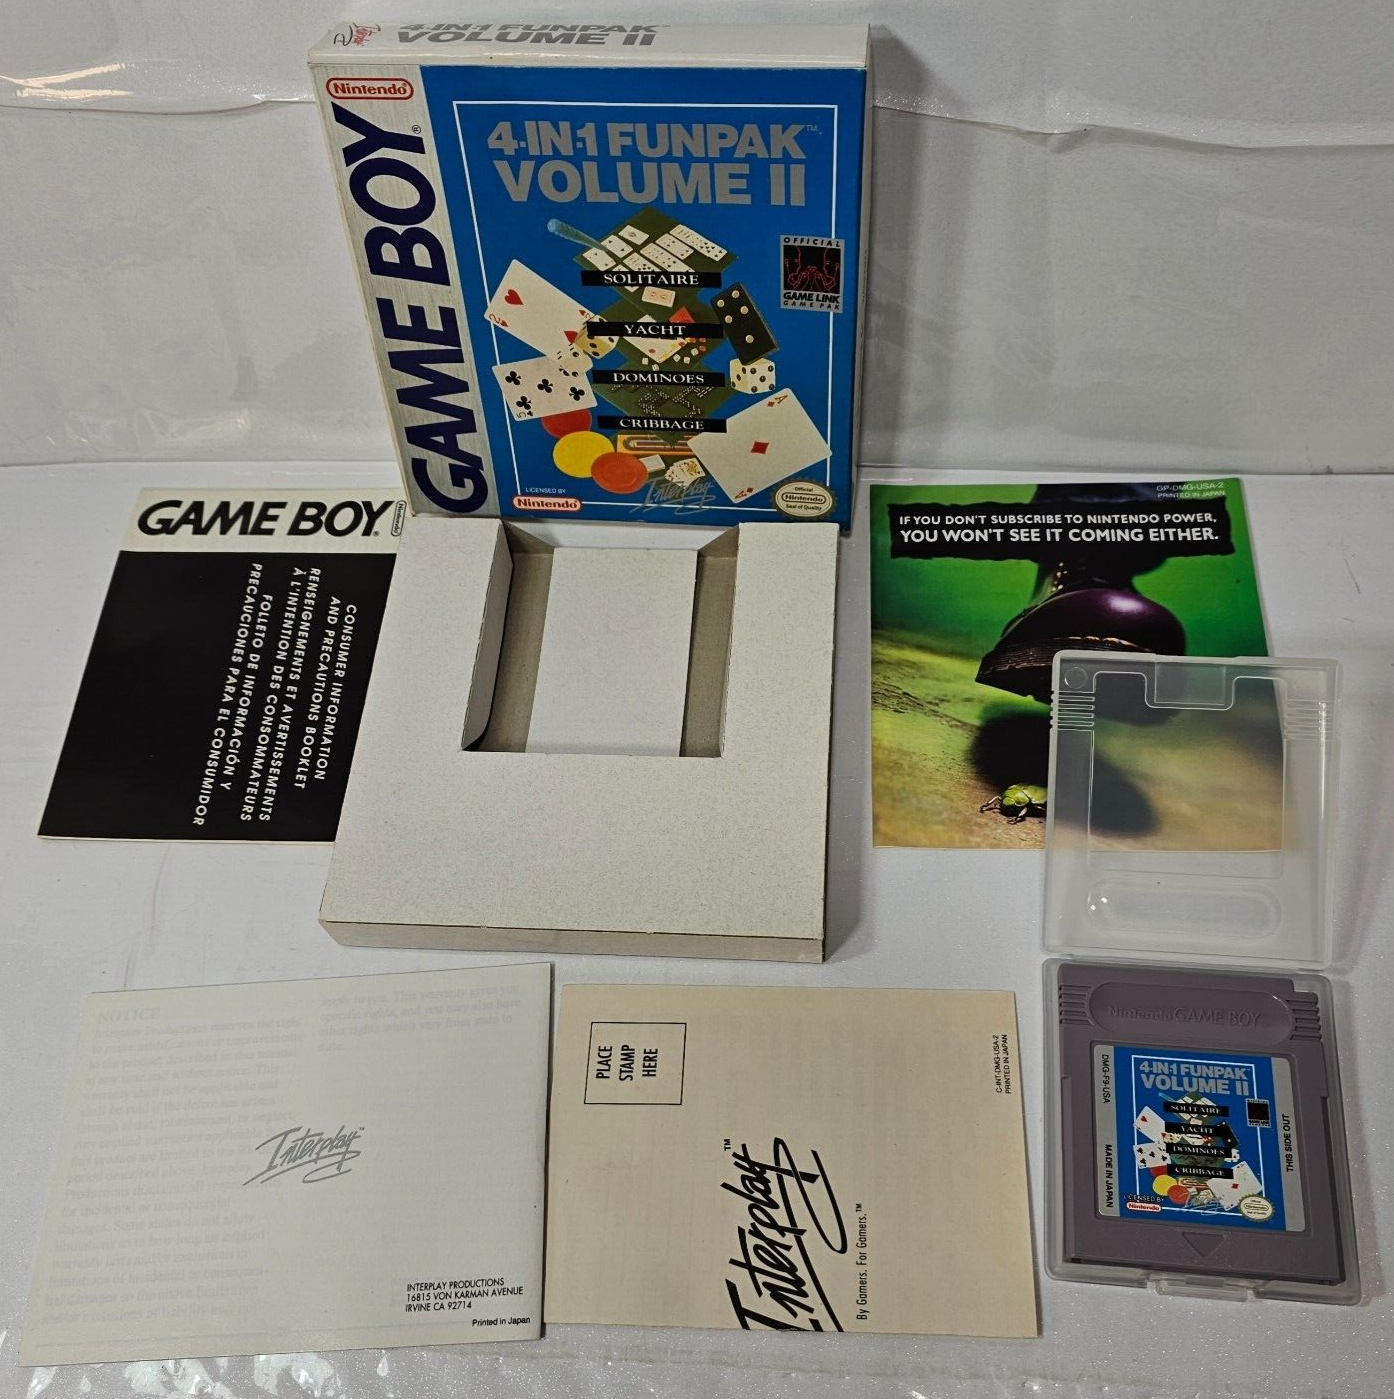 Interplay
4-IN-1 FUNPAK™
VOLUME II
Nintendo®
GAME BOY®
4-IN-1 FUNPAK™
VOLUME II
OFFICIAL
GAME LINK
GAME PAK
SOLITAIRE
YACHT
DOMINOES
CRIBBAGE
2
5
A
A
LICENSED BY
Nintendo
Interplay
Official
Nintendo
Seal of Quality
GAME BOY®
Nintendo
CONSUMER INFORMATION
AND PRECAUTIONS BOOKLET
RENSEIGNEMENTS ET AVERTISSEMENTS
À L'INTENTION DES CONSOMMATEURS
FOLLETO DE INFORMACIÓN Y
PRECAUCIONES PARA EL CONSUMIDOR
GP-DMG-USA-2
PRINTED IN JAPAN
IF YOU DON'T SUBSCRIBE TO NINTENDO POWER,
YOU WON'T SEE IT COMING EITHER.
NOTICE
Interplay™
INTERPLAY PRODUCTIONS
16815 VON KARMAN AVENUE
IRVINE CA 92714
Printed in Japan
PLACE
STAMP
HERE
C-INT-DMG-USA-2
PRINTED IN JAPAN
Interplay™
By Gamers. For Gamers.™
Nintendo GAME BOY
DMG-F9-USA
MADE IN JAPAN
4-IN-1 FUNPAK™
VOLUME II
SOLITAIRE
YACHT
DOMINOES
CRIBBAGE
LICENSED BY
Nintendo
THIS SIDE OUT